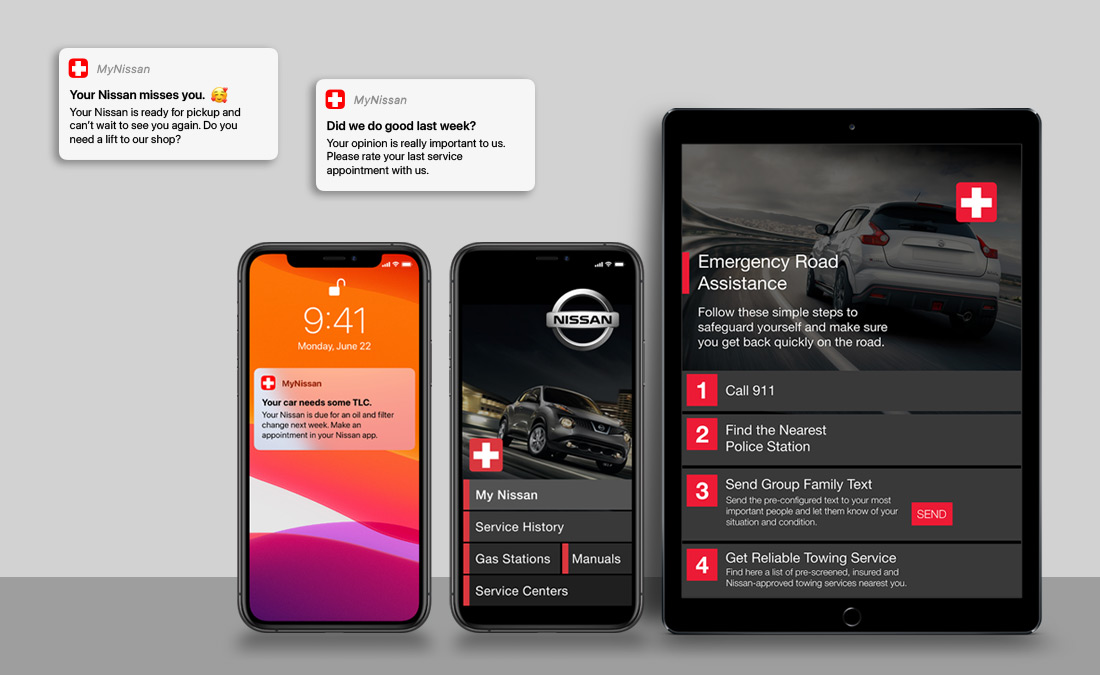 MyNissan
Your Nissan misses you. 🥰
Your Nissan is ready for pickup and
can't wait to see you again. Do you
need a lift to our shop?
MyNissan
Did we do good last week?
Your opinion is really important to us.
Please rate your last service
appointment with us.
9:41
Monday, June 22
MyNissan
Your car needs some TLC.
Your Nissan is due for an oil and filter
change next week. Make an
appointment in your Nissan app.
NISSAN
My Nissan
Service History
Gas Stations
Manuals
Service Centers
Emergency Road
Assistance
Follow these simple steps to
safeguard yourself and make sure
you get back quickly on the road.
1 Call 911
2 Find the Nearest
Police Station
3 Send Group Family Text
Send the pre-configured text to your most
important people and let them know of your
situation and condition.
SEND
4 Get Reliable Towing Service
Find here a list of pre-screened, insured and
Nissan-approved towing services nearest you.